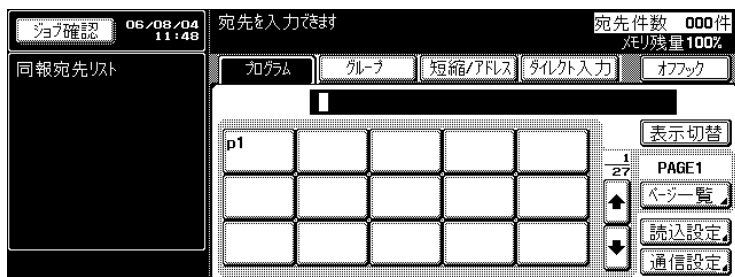 ジョブ確認
06/08/04
11:48
宛先を入力できます
宛先件数 000件
メモリ残量100%
同報宛先リスト
プログラム
グループ
短縮/アドレス
ダイレクト入力
オフフック
表示切替
p1
1
27
PAGE1
ページ一覧
読込設定
通信設定